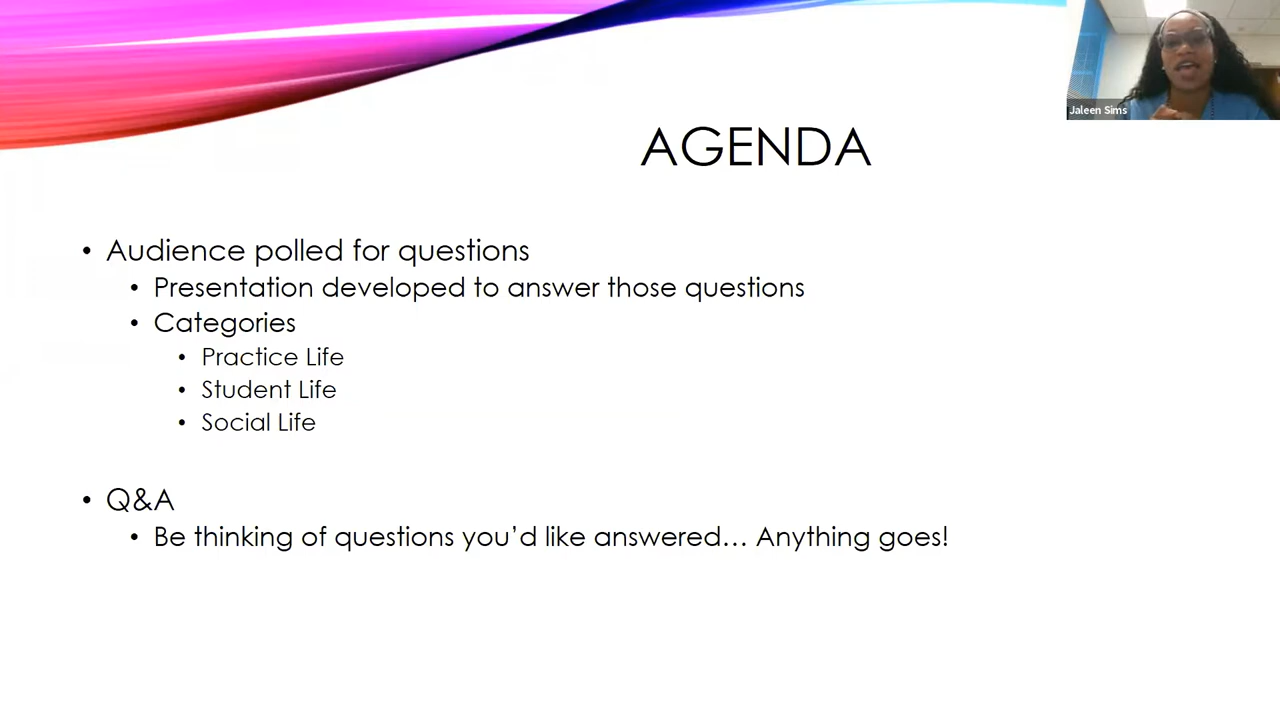 Jaleen Sims
AGENDA
• Audience polled for questions
• Presentation developed to answer those questions
• Categories
• Practice Life
• Student Life
• Social Life
• Q&A
• Be thinking of questions you’d like answered… Anything goes!